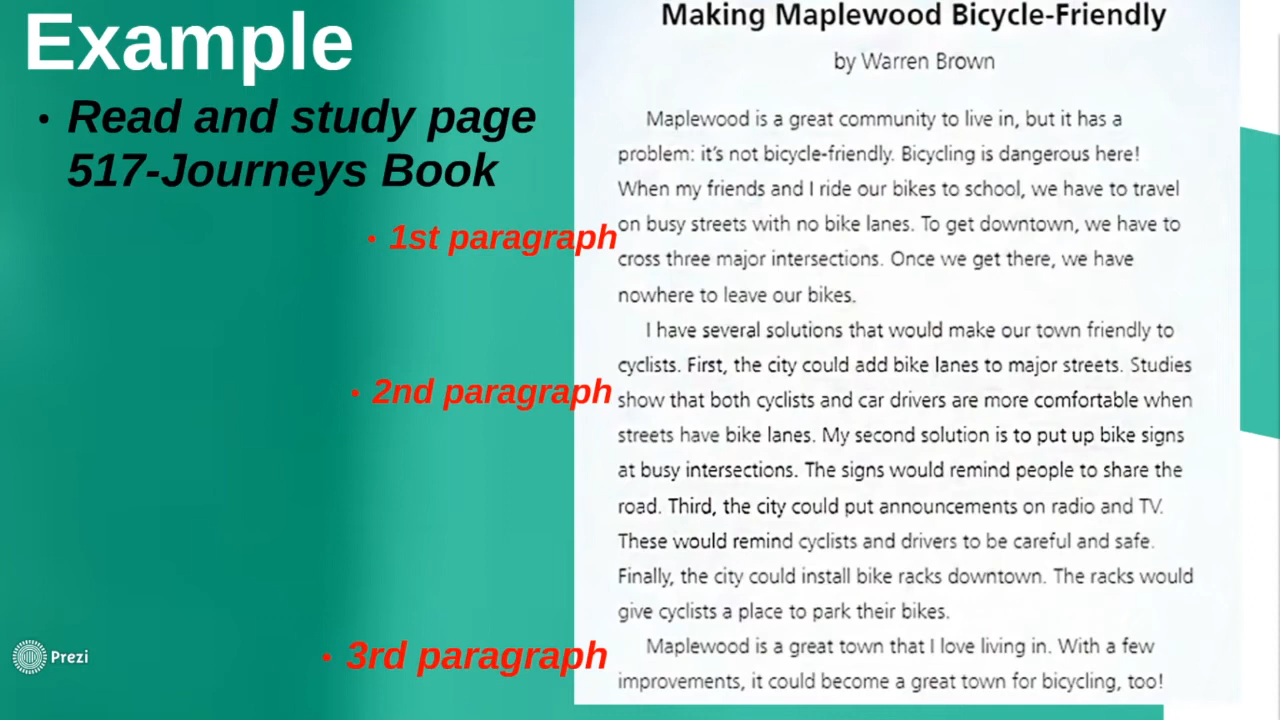 Example
• Read and study page
517-Journeys Book
• 1st paragraph
• 2nd paragraph
• 3rd paragraph
Prezi
Making Maplewood Bicycle-Friendly
by Warren Brown
Maplewood is a great community to live in, but it has a
problem: it's not bicycle-friendly. Bicycling is dangerous here!
When my friends and I ride our bikes to school, we have to travel
on busy streets with no bike lanes. To get downtown, we have to
cross three major intersections. Once we get there, we have
nowhere to leave our bikes.
I have several solutions that would make our town friendly to
cyclists. First, the city could add bike lanes to major streets. Studies
show that both cyclists and car drivers are more comfortable when
streets have bike lanes. My second solution is to put up bike signs
at busy intersections. The signs would remind people to share the
road. Third, the city could put announcements on radio and TV.
These would remind cyclists and drivers to be careful and safe.
Finally, the city could install bike racks downtown. The racks would
give cyclists a place to park their bikes.
Maplewood is a great town that I love living in. With a few
improvements, it could become a great town for bicycling, too!